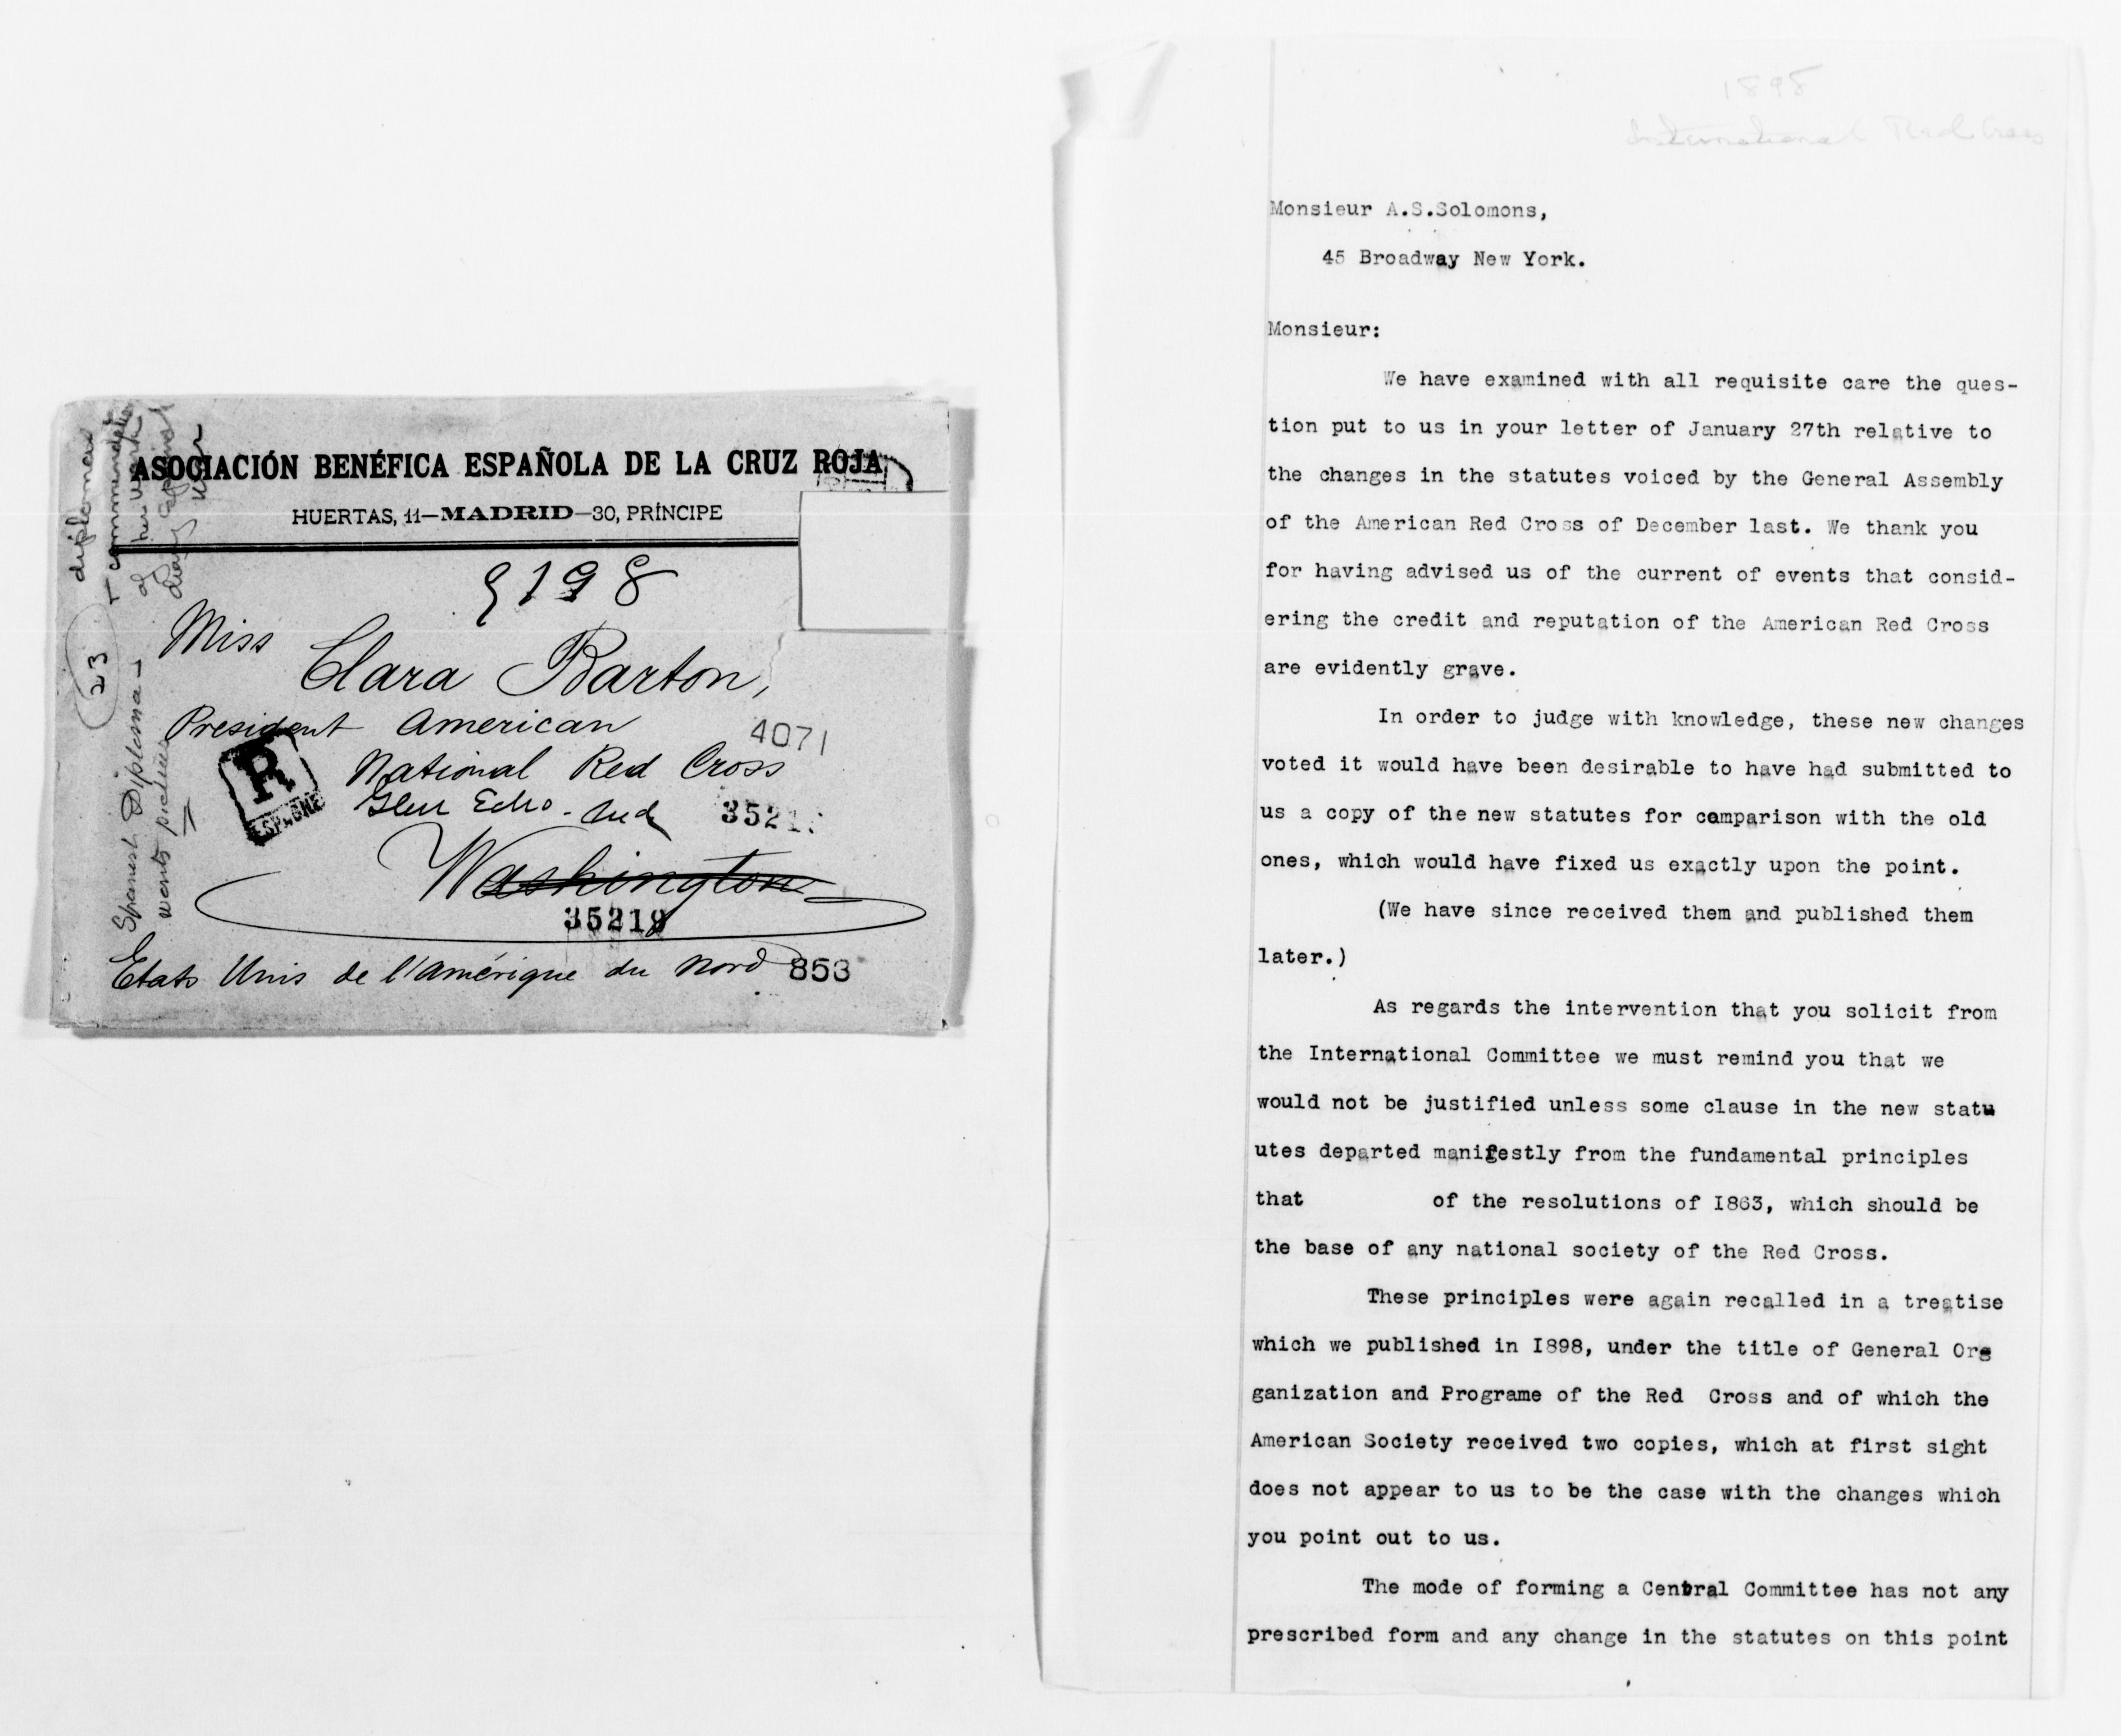 ASOCIACIÓN BENÉFICA ESPAÑOLA DE LA CRUZ ROJA
HUERTAS, 11—MADRID—30, PRÍNCIPE
9198
Miss
Clara Barton,
President American
4071
National Red Cross
Glen Echo - Md
3521
R
ESPAGNE
Washington
35219
Etats Unis de l'amérique du Nord
853
diplomas
+ commendation
of her work
during
war
23
Spanish Diploma —
wants pictures
1898
International Red Cross
Monsieur A.S.Solomons,
45 Broadway New York.
Monsieur:
We have examined with all requisite care the ques-
tion put to us in your letter of January 27th relative to
the changes in the statutes voiced by the General Assembly
of the American Red Cross of December last. We thank you
for having advised us of the current of events that consid-
ering the credit and reputation of the American Red Cross
are evidently grave.
In order to judge with knowledge, these new changes
voted it would have been desirable to have had submitted to
us a copy of the new statutes for comparison with the old
ones, which would have fixed us exactly upon the point.
(We have since received them and published them
later.)
As regards the intervention that you solicit from
the International Committee we must remind you that we
would not be justified unless some clause in the new statu
utes departed manifestly from the fundamental principles
that of the resolutions of I863, which should be
the base of any national society of the Red Cross.
These principles were again recalled in a treatise
which we published in I898, under the title of General Org
ganization and Programe of the Red Cross and of which the
American Society received two copies, which at first sight
does not appear to us to be the case with the changes which
you point out to us.
The mode of forming a Central Committee has not any
prescribed form and any change in the statutes on this point